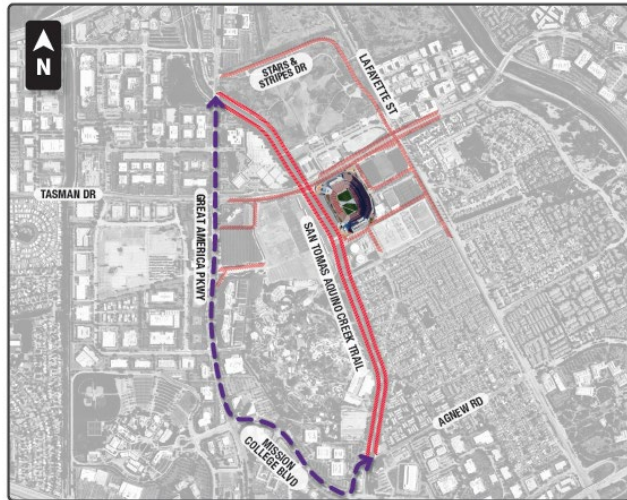 N
STARS &
STRIPES DR
LAFAYETTE ST
TASMAN DR
GREAT AMERICA PKWY
SAN TOMAS AQUINO CREEK TRAIL
AGNEW RD
MISSION
COLLEGE BLVD